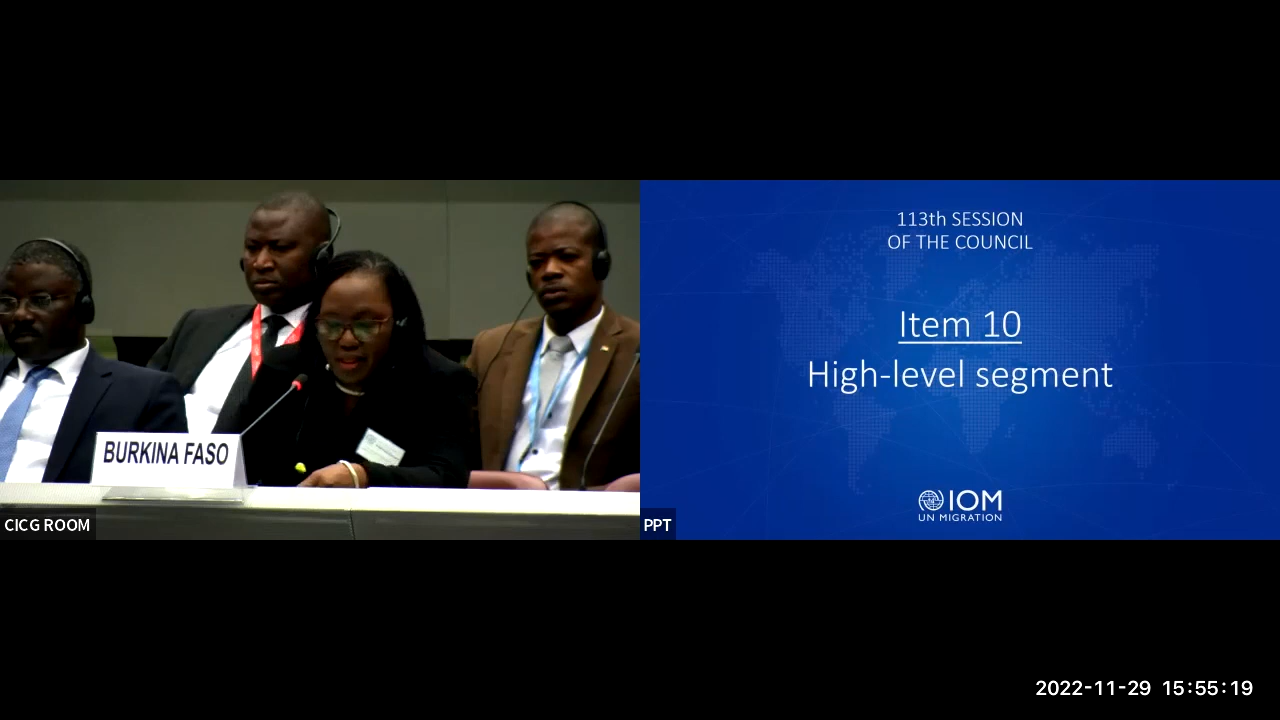 BURKINA FASO
CICG ROOM
113th SESSION
OF THE COUNCIL
Item 10
High-level segment
IOM
UN MIGRATION
PPT
2022-11-29 15:55:19